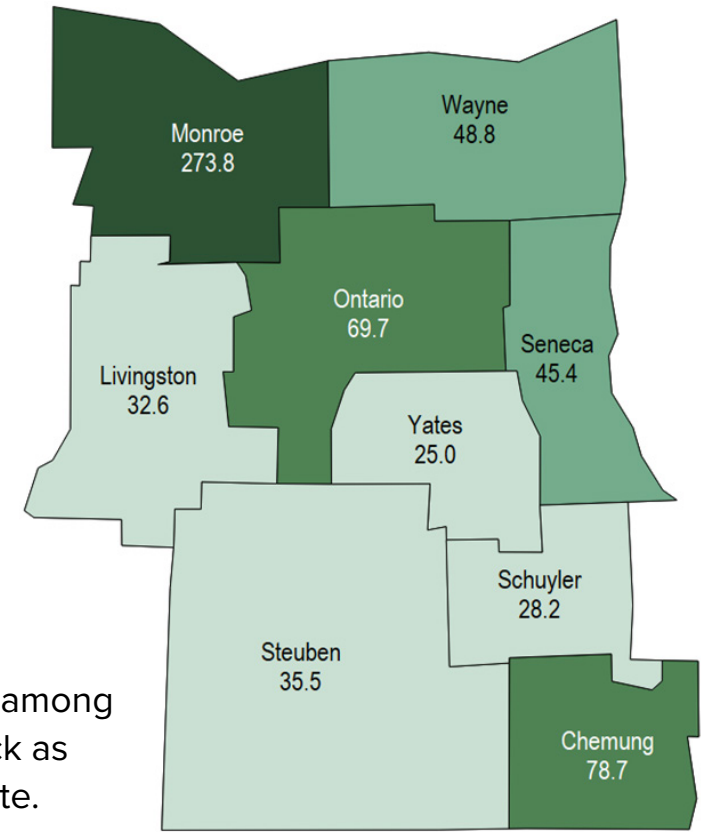 Monroe
273.8
Wayne
48.8
Ontario
69.7
Seneca
45.4
Livingston
32.6
Yates
25.0
Schuyler
28.2
Steuben
35.5
Chemung
78.7
among
ck as
te.